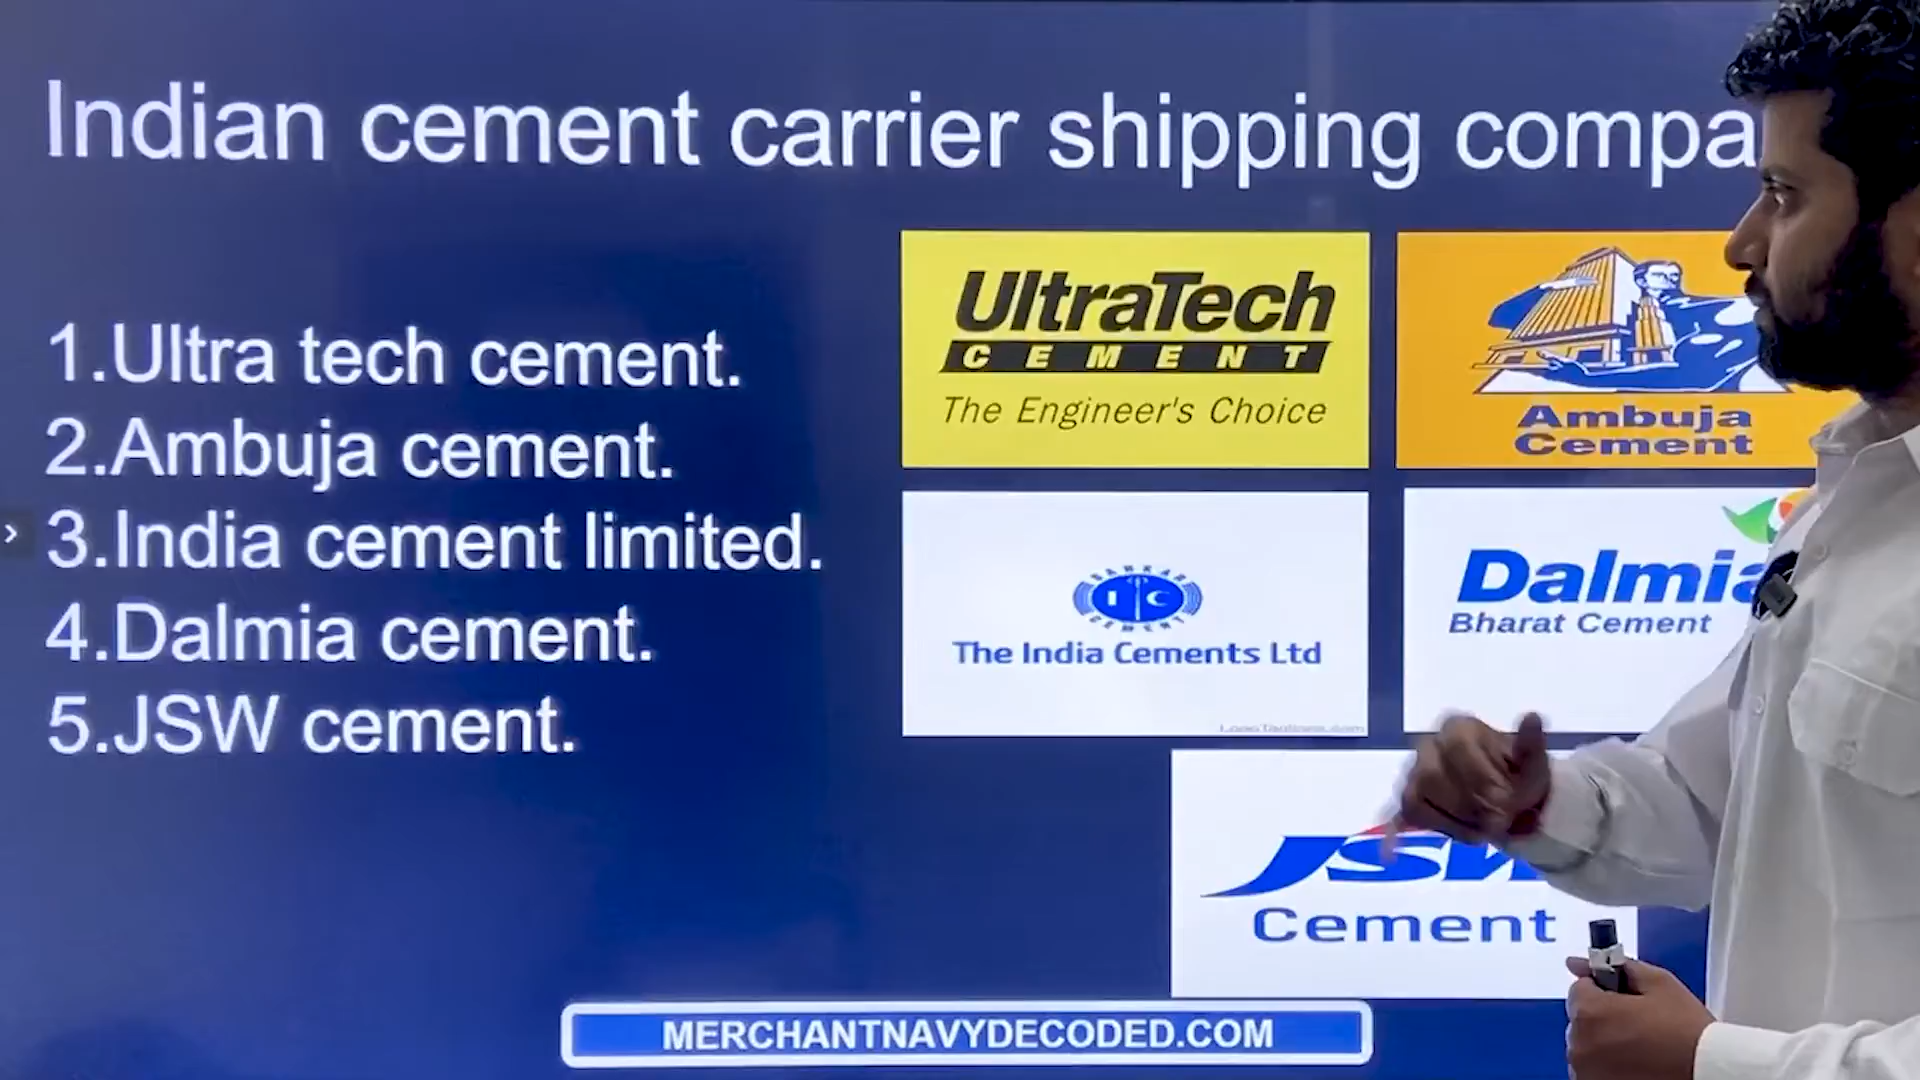 Indian cement carrier shipping compa
1.Ultra tech cement.
2.Ambuja cement.
3.India cement limited.
4.Dalmia cement.
5.JSW cement.
UltraTech
CEMENT
The Engineer's Choice
Ambuja
Cement
I C
CEMENT
The India Cements Ltd
Dalmia
Bharat Cement
JSW
Cement
MERCHANTNAVYDECODED.COM